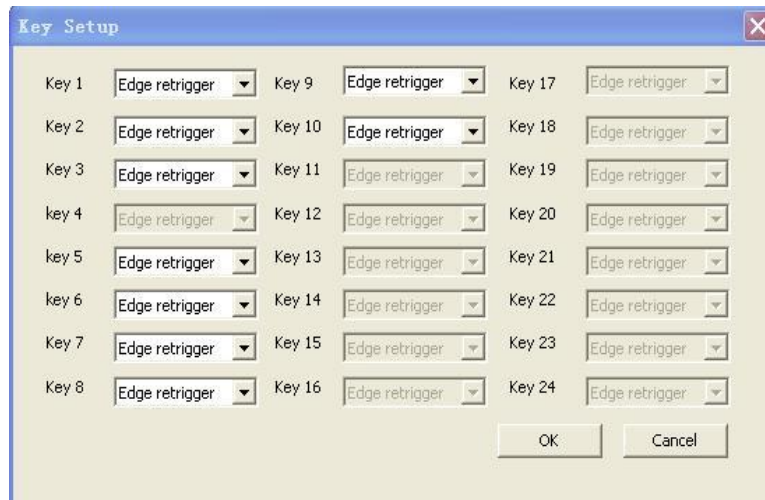 Key Setup
Key 1 Edge retrigger Key 9 Edge retrigger Key 17 Edge retrigger
Key 2 Edge retrigger Key 10 Edge retrigger Key 18 Edge retrigger
Key 3 Edge retrigger Key 11 Edge retrigger Key 19 Edge retrigger
key 4 Edge retrigger Key 12 Edge retrigger Key 20 Edge retrigger
key 5 Edge retrigger Key 13 Edge retrigger Key 21 Edge retrigger
key 6 Edge retrigger Key 14 Edge retrigger Key 22 Edge retrigger
Key 7 Edge retrigger Key 15 Edge retrigger Key 23 Edge retrigger
Key 8 Edge retrigger Key 16 Edge retrigger Key 24 Edge retrigger
OK Cancel